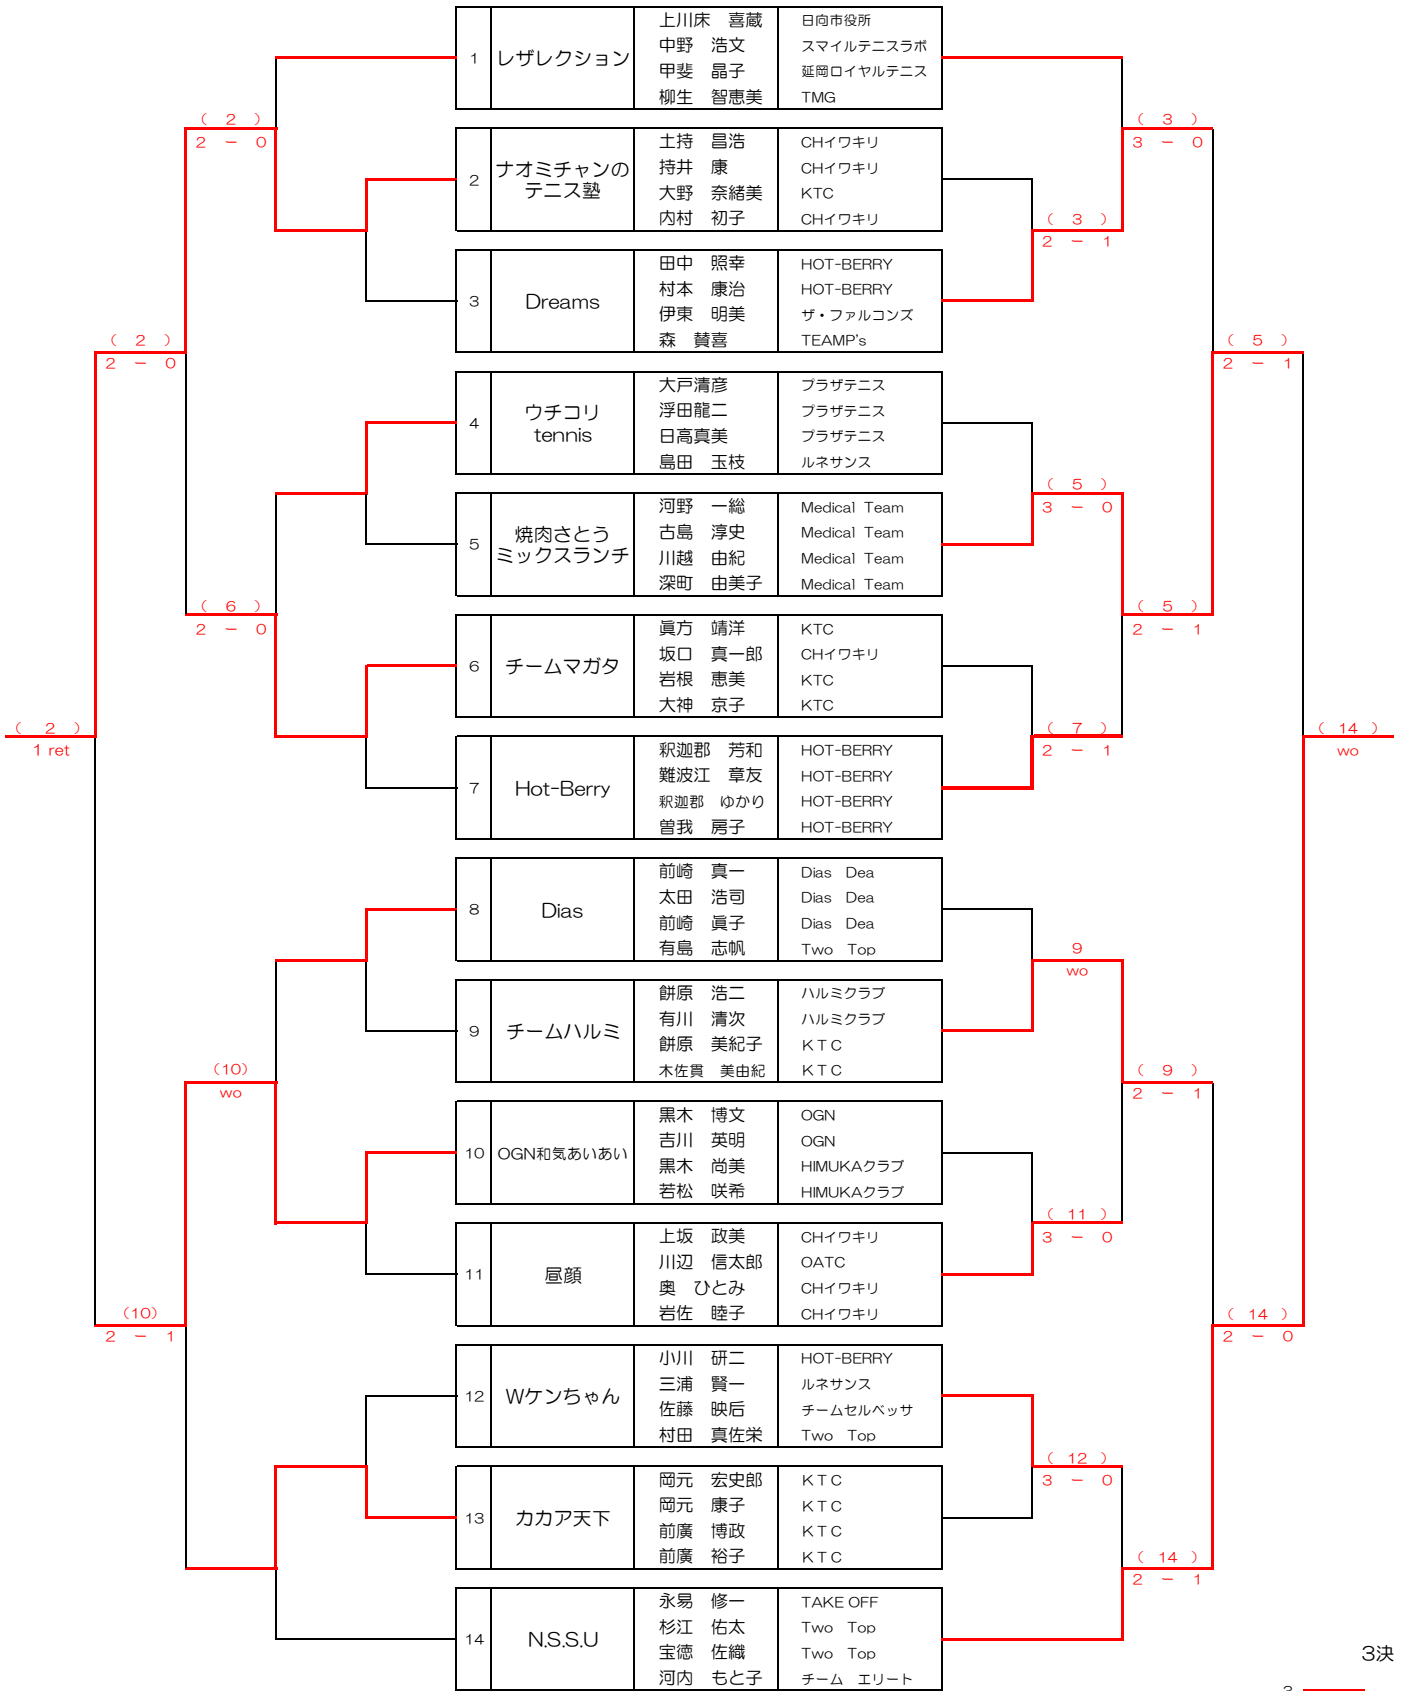 上川床 喜蔵 日向市役所
1 レザレクション 中野 浩文 スマイルテニスラボ
甲斐 晶子 延岡ロイヤルテニス
柳生 智恵美 TMG
( 2 ) ( 3 )
2 − 0 土持 昌浩 CHイワキリ 3 − 0
2 ナオミチャンの 持井 康 CHイワキリ
テニス塾 大野 奈緒美 KTC
内村 初子 CHイワキリ ( 3 )
2 − 1
田中 照幸 HOT-BERRY
3 Dreams 村本 康治 HOT-BERRY
伊東 明美 ザ・ファルコンズ
森 賛喜 TEAMP's
( 2 ) ( 5 )
2 − 0 2 − 1
大戸清彦 プラザテニス
4 ウチコリ 浮田龍二 プラザテニス
tennis 日高真美 プラザテニス
島田 玉枝 ルネサンス
( 5 )
河野 一総 Medical Team 3 − 0
5 焼肉さとう 古島 淳史 Medical Team
ミックスランチ 川越 由紀 Medical Team
深町 由美子 Medical Team
( 6 ) ( 5 )
2 − 0 眞方 靖洋 KTC 2 − 1
6 チームマガタ 坂口 真一郎 CHイワキリ
岩根 恵美 KTC
大神 京子 KTC
( 2 ) ( 7 ) ( 14 )
1 ret 釈迦郡 芳和 HOT-BERRY 2 − 1 wo
7 Hot-Berry 難波江 章友 HOT-BERRY
釈迦郡 ゆかり HOT-BERRY
曽我 房子 HOT-BERRY
前崎 真一 Dias Dea
8 Dias 太田 浩司 Dias Dea
前崎 眞子 Dias Dea
有島 志帆 Two Top 9
wo
餅原 浩二 ハルミクラブ
9 チームハルミ 有川 清次 ハルミクラブ
餅原 美紀子 KTC
木佐貫 美由紀 KTC
(10) ( 9 )
wo 2 − 1
黒木 博文 OGN
10 OGN和気あいあい 吉川 英明 OGN
黒木 尚美 HIMUKAクラブ
若松 咲希 HIMUKAクラブ
( 11 )
上坂 政美 CHイワキリ 3 − 0
11 昼顔 川辺 信太郎 OATC
奥 ひとみ CHイワキリ
岩佐 睦子 CHイワキリ
(10) ( 14 )
2 − 1 2 − 0
小川 研二 HOT-BERRY
12 Wケンちゃん 三浦 賢一 ルネサンス
佐藤 映后 チームセルベッサ
村田 真佐栄 Two Top
( 12 )
岡元 宏史郎 KTC 3 − 0
13 カカア天下 岡元 康子 KTC
前廣 博政 KTC
前廣 裕子 KTC
( 14 )
2 − 1
永易 修一 TAKE OFF
14 N.S.S.U 杉江 佑太 Two Top
宝徳 佐織 Two Top
河内 もと子 チーム エリート
3決